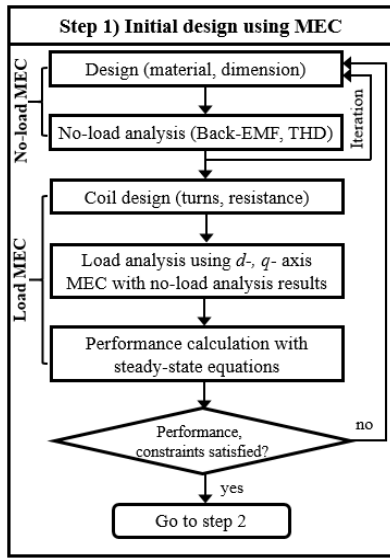 Step 1) Initial design using MEC
No-load MEC
Design (material, dimension)
No-load analysis (Back-EMF, THD)
Iteration
Load MEC
Coil design (turns, resistance)
Load analysis using d-, q- axis
MEC with no-load analysis results
Performance calculation with
steady-state equations
Performance,
constraints satisfied?
no
yes
Go to step 2